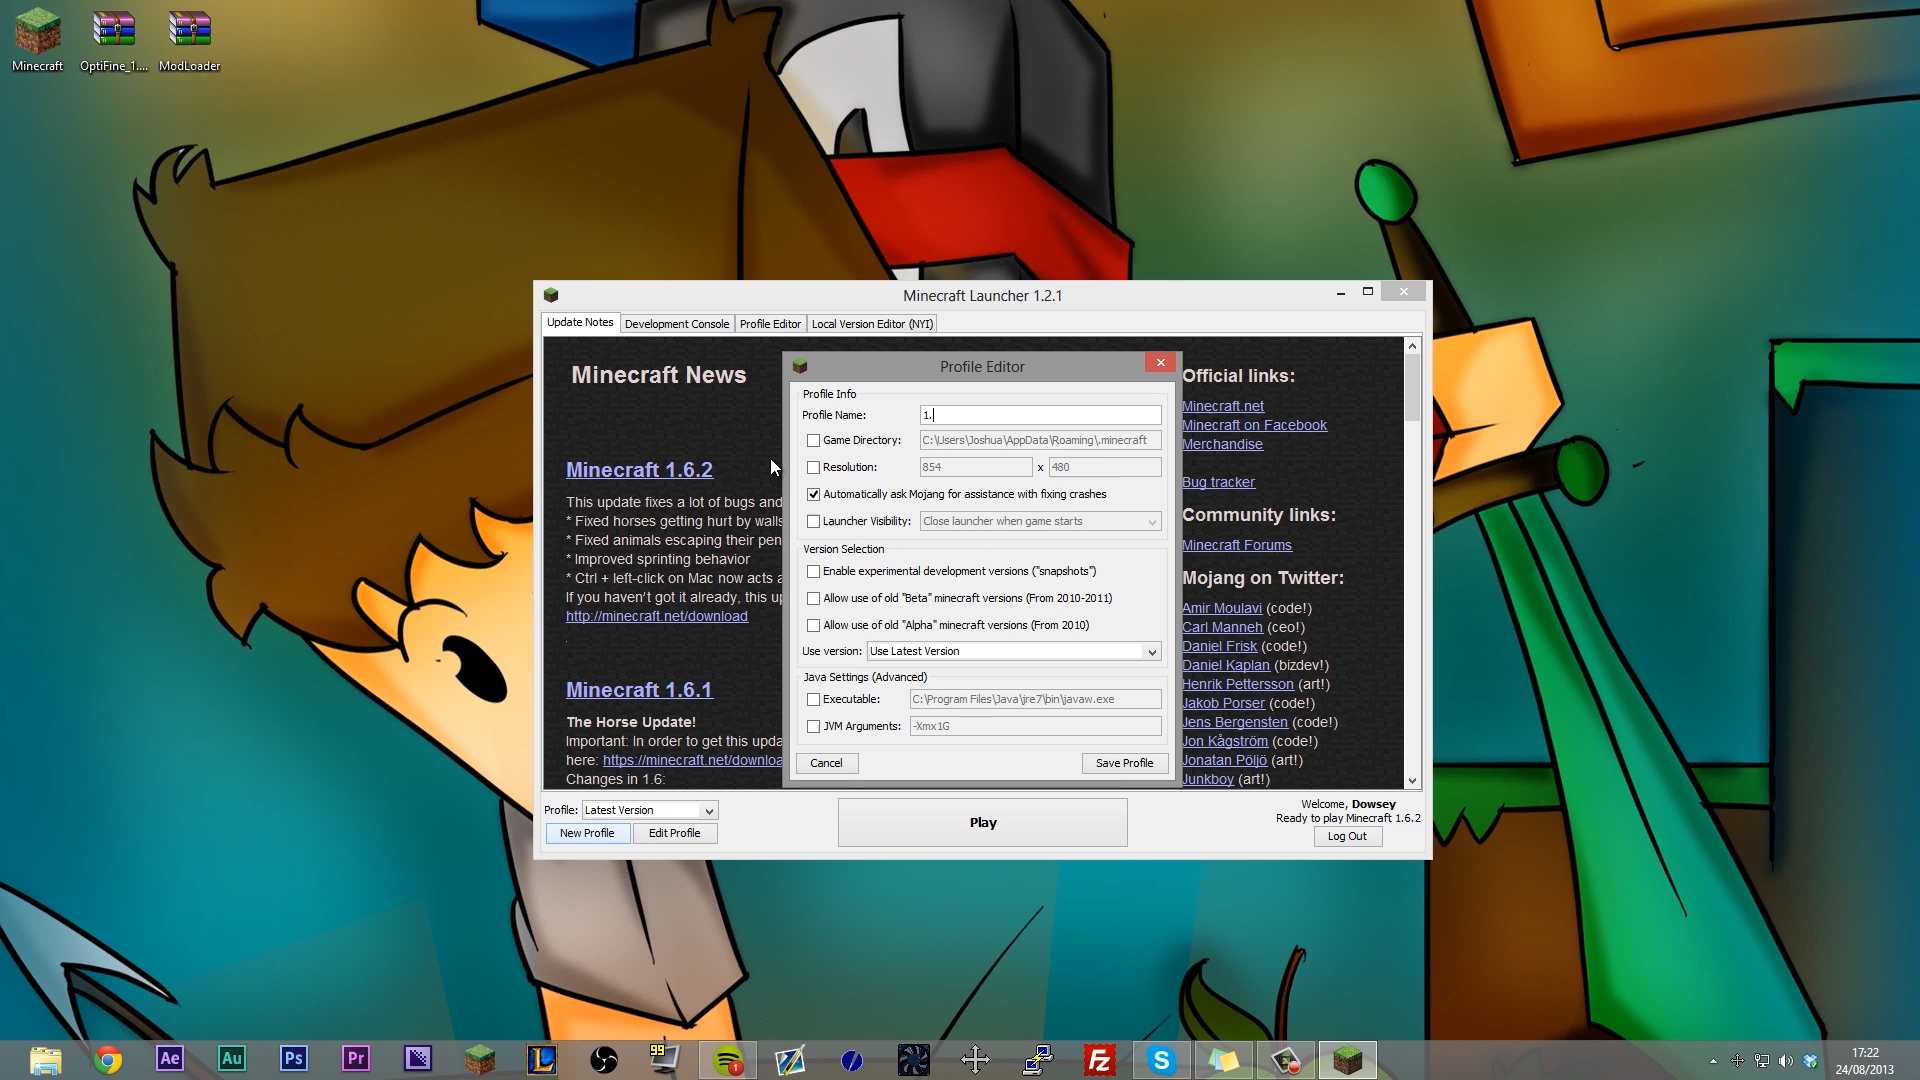 Minecraft
OptiFine_1....
ModLoader
Minecraft Launcher 1.2.1
Update Notes
Development Console
Profile Editor
Local Version Editor (NYI)
Minecraft News
Minecraft 1.6.2
This update fixes a lot of bugs and
* Fixed horses getting hurt by walls
* Fixed animals escaping their pen
* Improved sprinting behavior
* Ctrl + left-click on Mac now acts a
If you haven't got it already, this up
http://minecraft.net/download
Minecraft 1.6.1
The Horse Update!
Important: In order to get this upda
here: https://minecraft.net/downloa
Changes in 1.6:
Profile Editor
Profile Info
Profile Name: 1.
Game Directory: C:\Users\Joshua\AppData\Roaming\.minecraft
Resolution: 854 x 480
Automatically ask Mojang for assistance with fixing crashes
Launcher Visibility: Close launcher when game starts
Version Selection
Enable experimental development versions ("snapshots")
Allow use of old "Beta" minecraft versions (From 2010-2011)
Allow use of old "Alpha" minecraft versions (From 2010)
Use version: Use Latest Version
Java Settings (Advanced)
Executable: C:\Program Files\Java\jre7\bin\javaw.exe
JVM Arguments: -Xmx1G
Cancel
Save Profile
Official links:
Minecraft.net
Minecraft on Facebook
Merchandise
Bug tracker
Community links:
Minecraft Forums
Mojang on Twitter:
Amir Moulavi (code!)
Carl Manneh (ceo!)
Daniel Frisk (code!)
Daniel Kaplan (bizdev!)
Henrik Pettersson (art!)
Jakob Porser (code!)
Jens Bergensten (code!)
Jon Kågström (code!)
Jonatan Pöljö (art!)
Junkboy (art!)
Profile: Latest Version
New Profile
Edit Profile
Play
Welcome, Dowsey
Ready to play Minecraft 1.6.2
Log Out
Ae
Au
Ps
Pr
L
99
1
Fz
S
17:22
24/08/2013